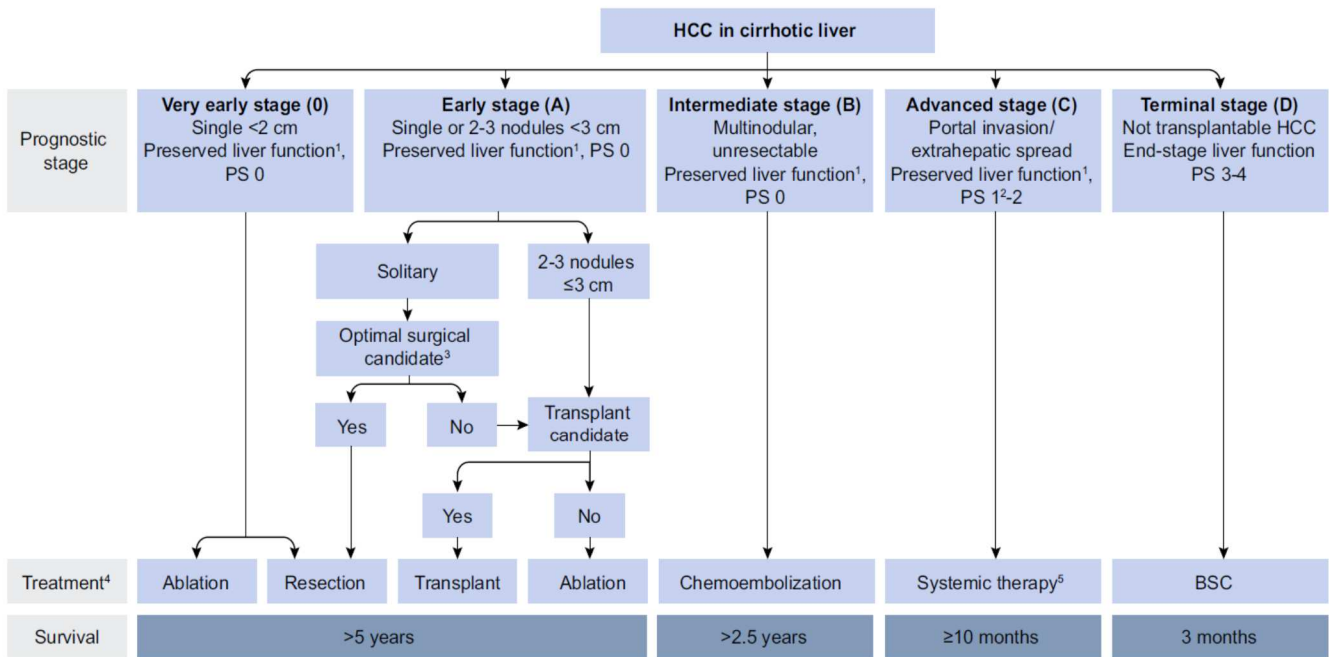 HCC in cirrhotic liver
Prognostic
stage
Very early stage (0)
Single <2 cm
Preserved liver function¹,
PS 0
Early stage (A)
Single or 2-3 nodules <3 cm
Preserved liver function¹, PS 0
Intermediate stage (B)
Multinodular,
unresectable
Preserved liver function¹,
PS 0
Advanced stage (C)
Portal invasion/
extrahepatic spread
Preserved liver function¹,
PS 1²-2
Terminal stage (D)
Not transplantable HCC
End-stage liver function
PS 3-4
Solitary
2-3 nodules
≤3 cm
Optimal surgical
candidate³
Yes
No
Transplant
candidate
Yes
No
Treatment⁴
Ablation
Resection
Transplant
Ablation
Chemoembolization
Systemic therapy⁵
BSC
Survival
>5 years
>2.5 years
≥10 months
3 months